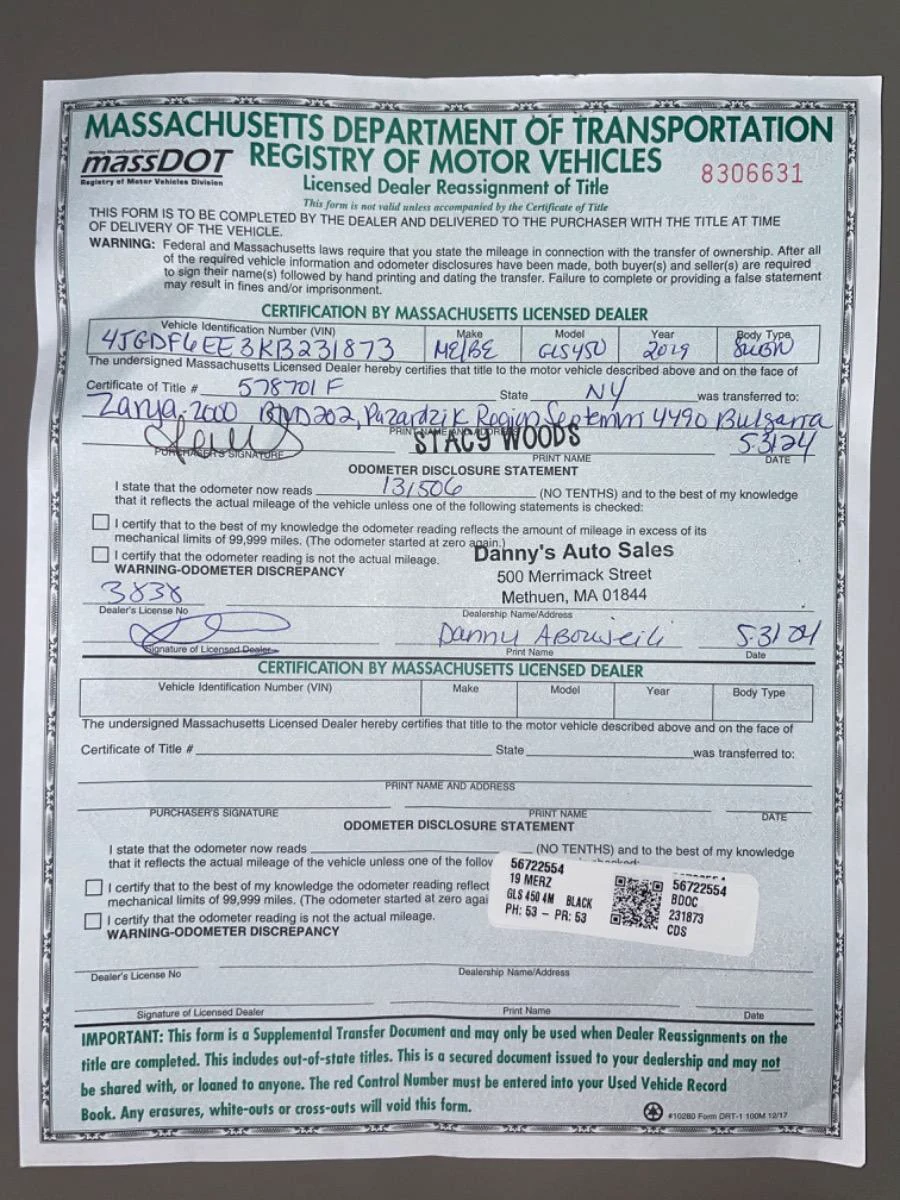 MASSACHUSETTS DEPARTMENT OF TRANSPORTATION
massDOT
Registry of Motor Vehicles Division
REGISTRY OF MOTOR VEHICLES
8306631
Licensed Dealer Reassignment of Title
This form is not valid unless accompanied by the Certificate of Title
THIS FORM IS TO BE COMPLETED BY THE DEALER AND DELIVERED TO THE PURCHASER WITH THE TITLE AT TIME
OF DELIVERY OF THE VEHICLE.
WARNING: Federal and Massachusetts laws require that you state the mileage in connection with the transfer of ownership. After all
of the required vehicle information and odometer disclosures have been made, both buyer(s) and seller(s) are required
to sign their name(s) followed by hand printing and dating the transfer. Failure to complete or providing a false statement
may result in fines and/or imprisonment.
CERTIFICATION BY MASSACHUSETTS LICENSED DEALER
Vehicle Identification Number (VIN) Make Model Year Body Type
4JGDF6EE3KB231873 ME/BE GLS450 2019 SUBN
The undersigned Massachusetts Licensed Dealer hereby certifies that title to the motor vehicle described above and on the face of
Certificate of Title # 578701F State NY was transferred to:
Zarya-2000 202, Pazardzik Region Septemri 4490 Bulgaria
PRINT NAME AND ADDRESS
STACY WOODS 5-31-24
PURCHASER'S SIGNATURE PRINT NAME DATE
ODOMETER DISCLOSURE STATEMENT
I state that the odometer now reads 131506 (NO TENTHS) and to the best of my knowledge
that it reflects the actual mileage of the vehicle unless one of the following statements is checked:
I certify that to the best of my knowledge the odometer reading reflects the amount of mileage in excess of its
mechanical limits of 99,999 miles. (The odometer started at zero again.)
I certify that the odometer reading is not the actual mileage.
WARNING-ODOMETER DISCREPANCY
Danny's Auto Sales
500 Merrimack Street
Methuen, MA 01844
3838
Dealer's License No Dealership Name/Address
Danny Abouweili 5-31-24
Signature of Licensed Dealer Print Name Date
CERTIFICATION BY MASSACHUSETTS LICENSED DEALER
Vehicle Identification Number (VIN) Make Model Year Body Type
The undersigned Massachusetts Licensed Dealer hereby certifies that title to the motor vehicle described above and on the face of
Certificate of Title # State was transferred to:
PRINT NAME AND ADDRESS
PURCHASER'S SIGNATURE PRINT NAME DATE
ODOMETER DISCLOSURE STATEMENT
I state that the odometer now reads (NO TENTHS) and to the best of my knowledge
that it reflects the actual mileage of the vehicle unless one of the follow
I certify that to the best of my knowledge the odometer reading reflect
mechanical limits of 99,999 miles. (The odometer started at zero agai
I certify that the odometer reading is not the actual mileage.
WARNING-ODOMETER DISCREPANCY
56722554
19 MERZ
GLS 450 4M BLACK
PH: 53 - PR: 53
56722554
BDOC
231873
CDS
Dealer's License No Dealership Name/Address
Signature of Licensed Dealer Print Name Date
IMPORTANT: This form is a Supplemental Transfer Document and may only be used when Dealer Reassignments on the
title are completed. This includes out-of-state titles. This is a secured document issued to your dealership and may not
be shared with, or loaned to anyone. The red Control Number must be entered into your Used Vehicle Record
Book. Any erasures, white-outs or cross-outs will void this form.
#10280 Form DRT-1 100M 12/17